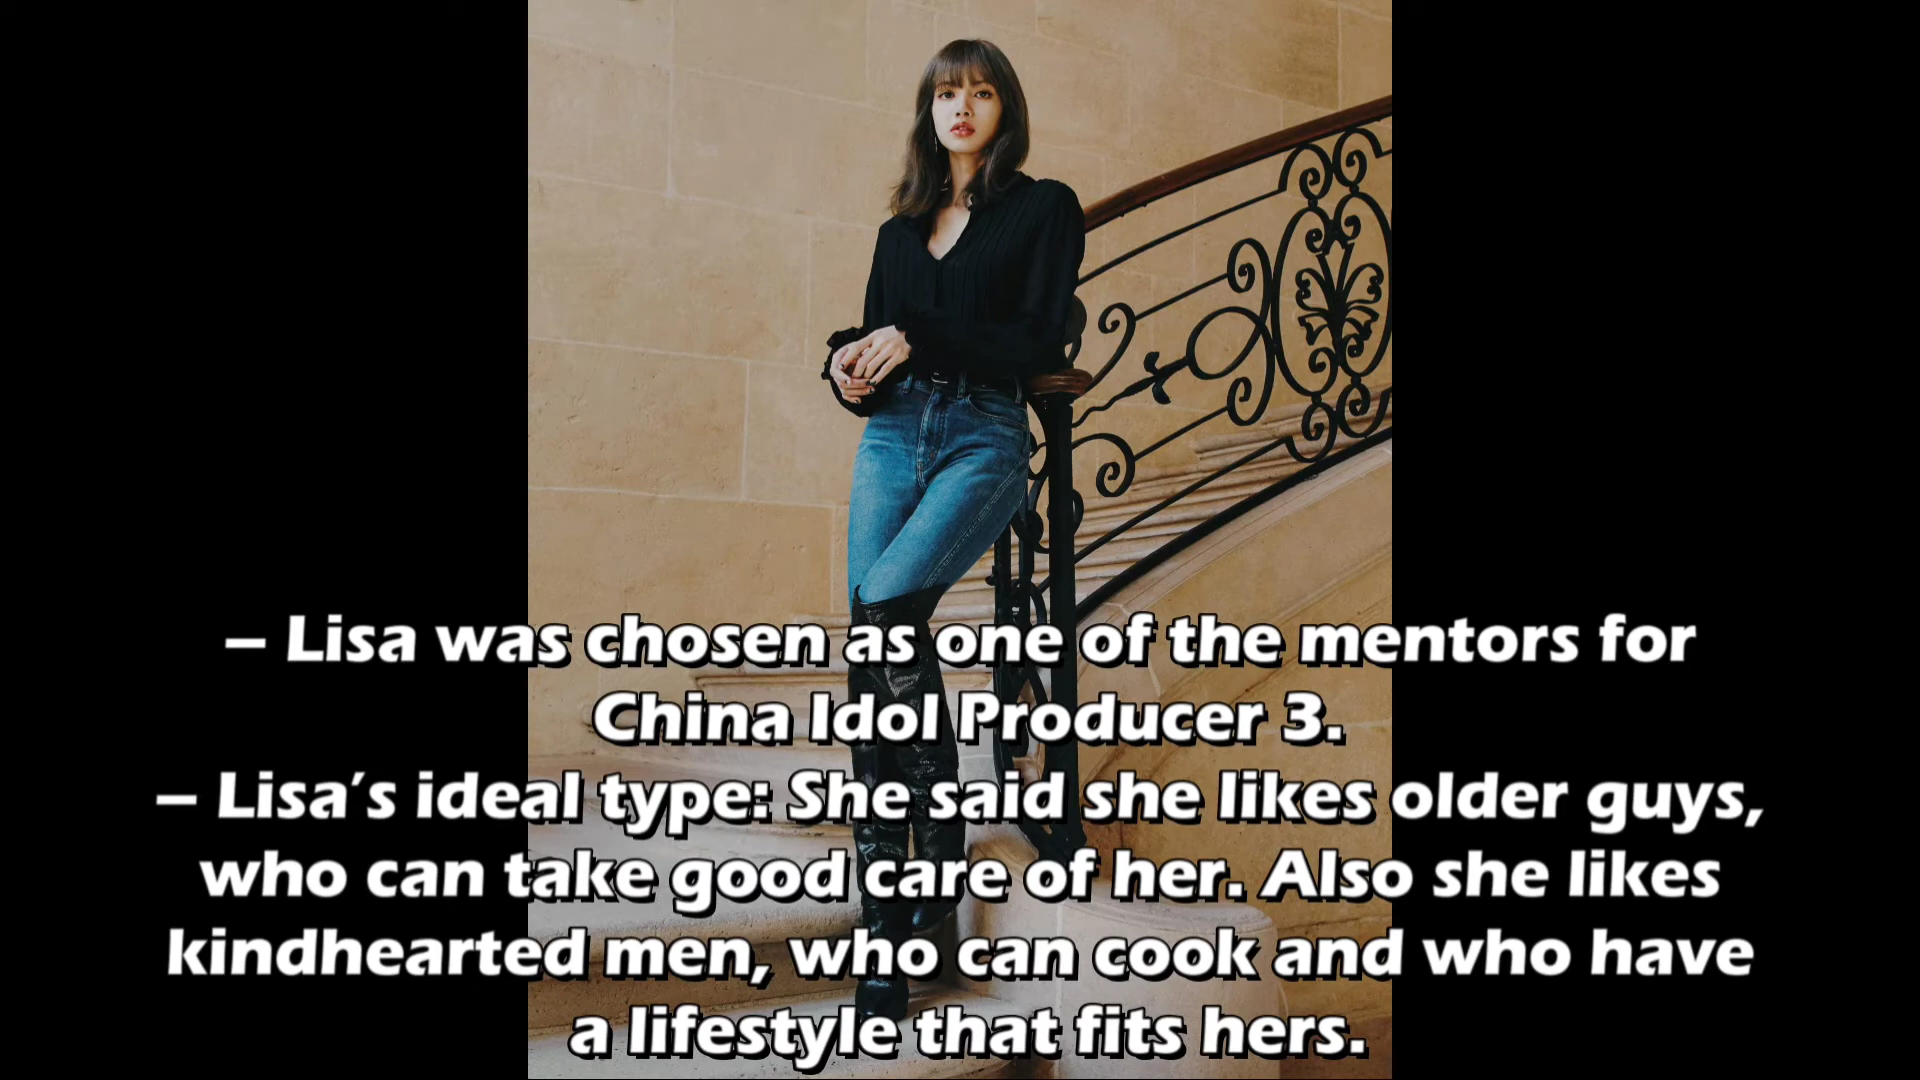 – Lisa was chosen as one of the mentors for
China Idol Producer 3.
– Lisa's ideal type: She said she likes older guys,
who can take good care of her. Also she likes
kindhearted men, who can cook and who have
a lifestyle that fits hers.